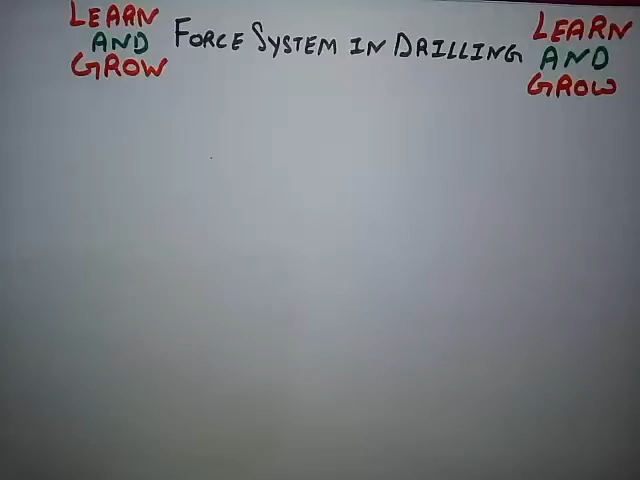 LEARN
AND
GROW
FORCE SYSTEM IN DRILLING
LEARN
AND
GROW